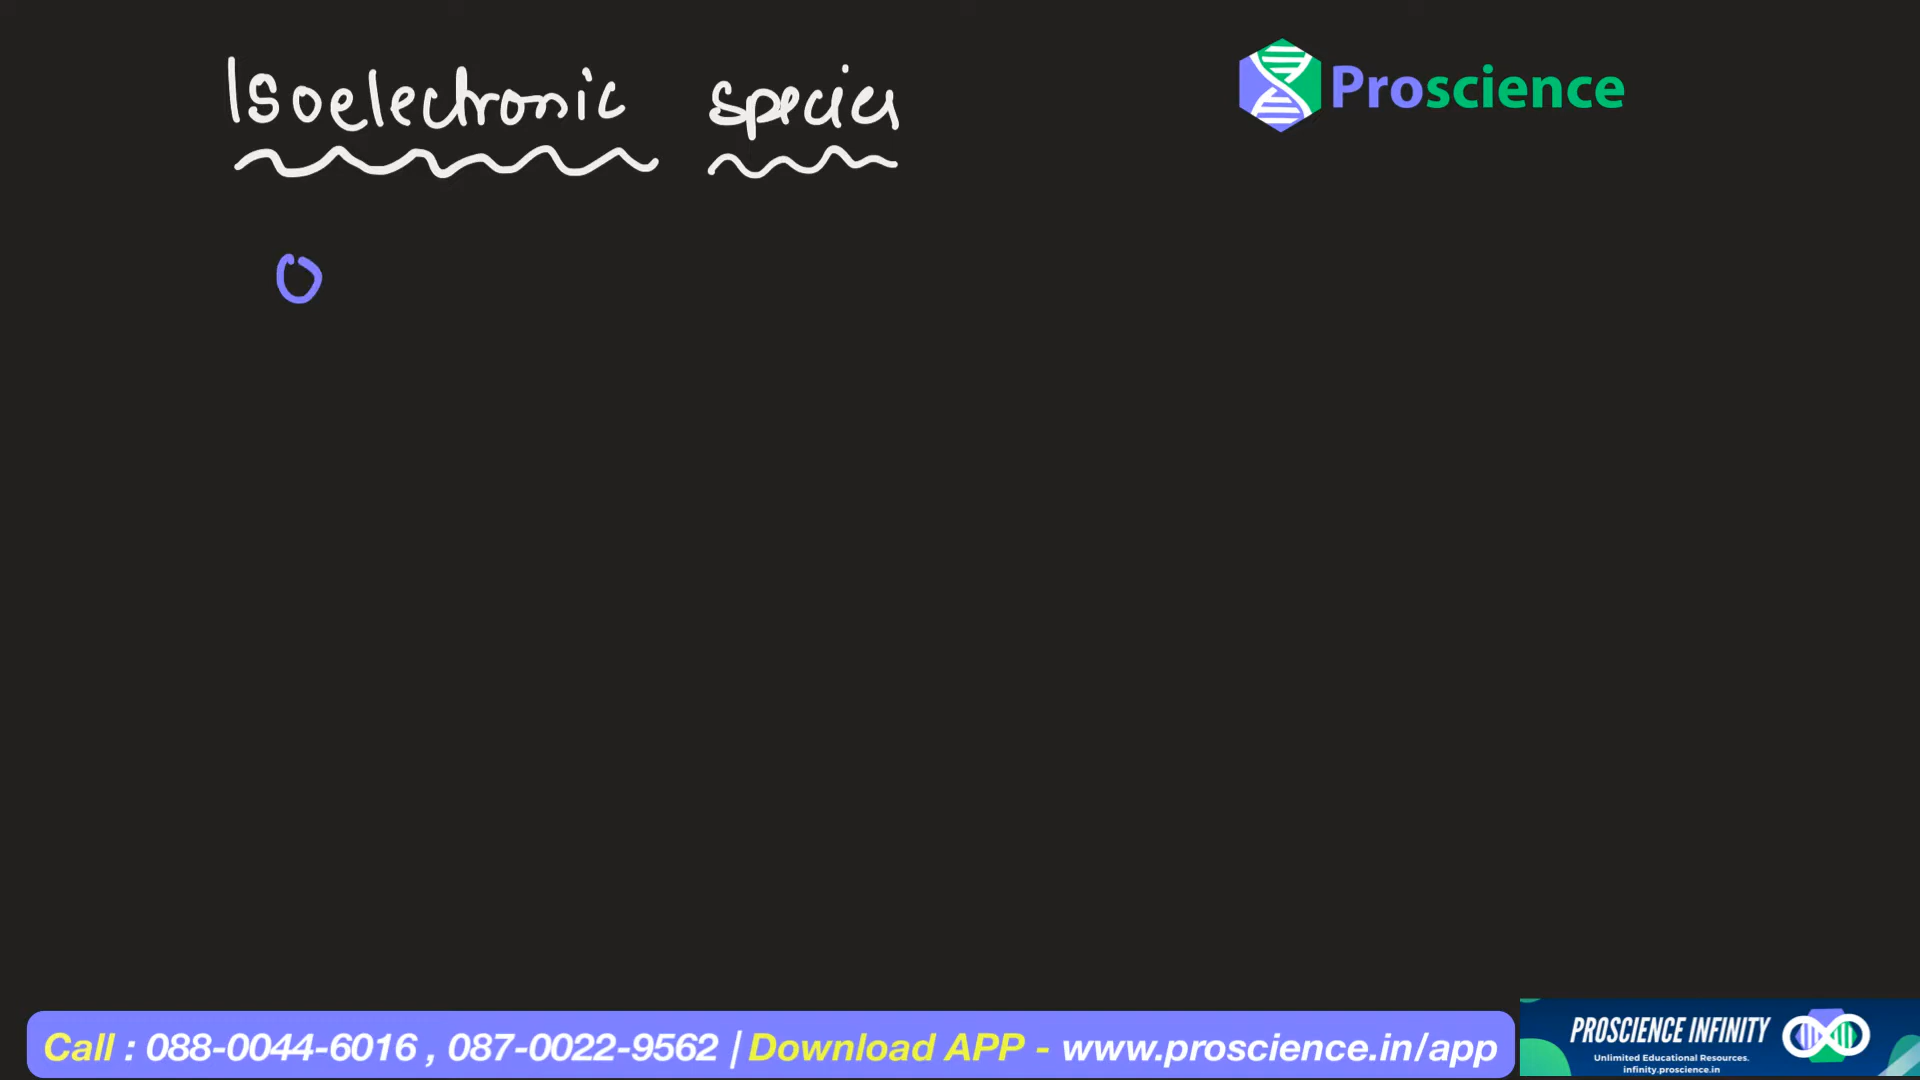 Isoelectronic species
Proscience
O
Call : 088-0044-6016 , 087-0022-9562 | Download APP - www.proscience.in/app
PROSCIENCE INFINITY
Unlimited Educational Resources.
infinity.proscience.in